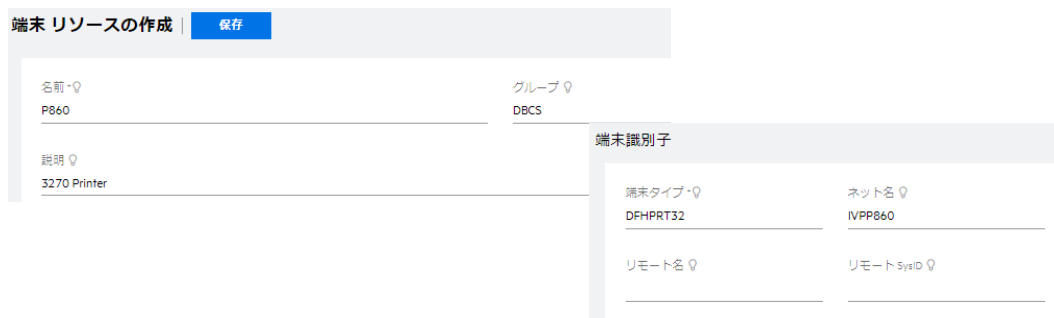 端末 リソースの作成 | 保存
名前 * グループ
P860 DBCS
説明
3270 Printer
端末識別子
端末タイプ * ネット名
DFHPRT32 IVPP860
リモート名 リモート SysID